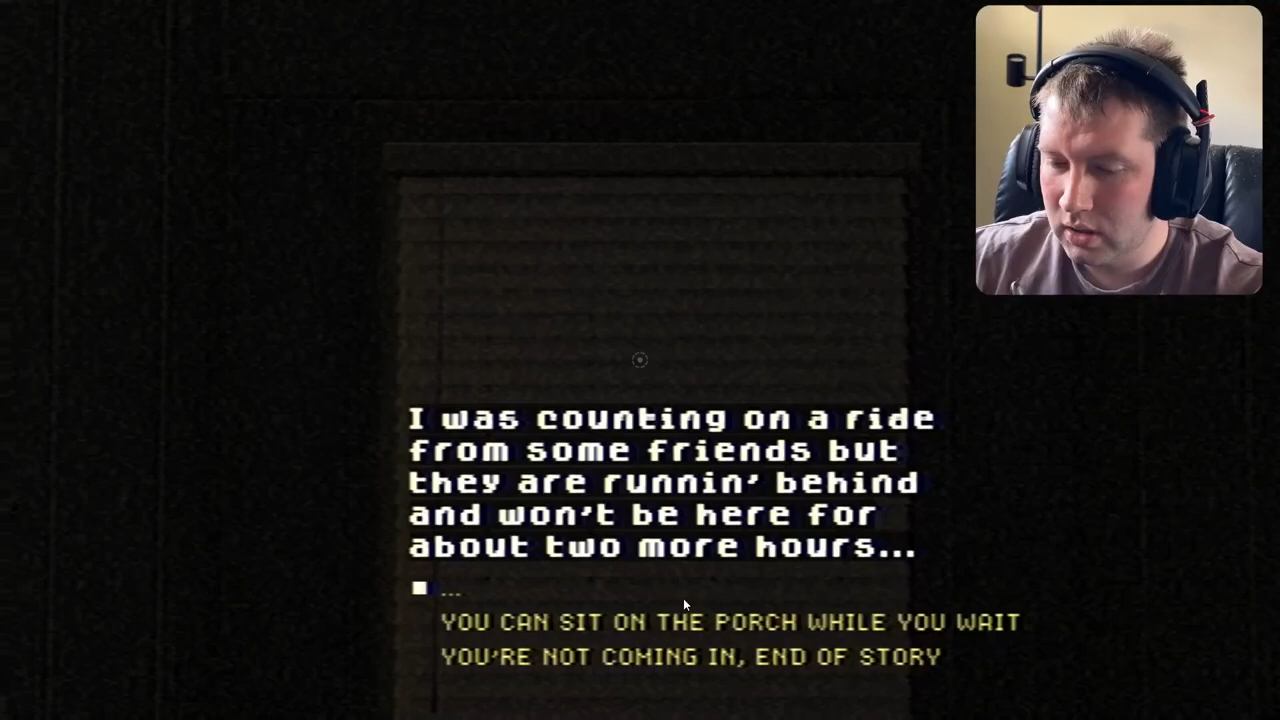 I was counting on a ride
from some friends but
they are runnin' behind
and won't be here for
about two more hours...
...
YOU CAN SIT ON THE PORCH WHILE YOU WAIT
YOU'RE NOT COMING IN, END OF STORY